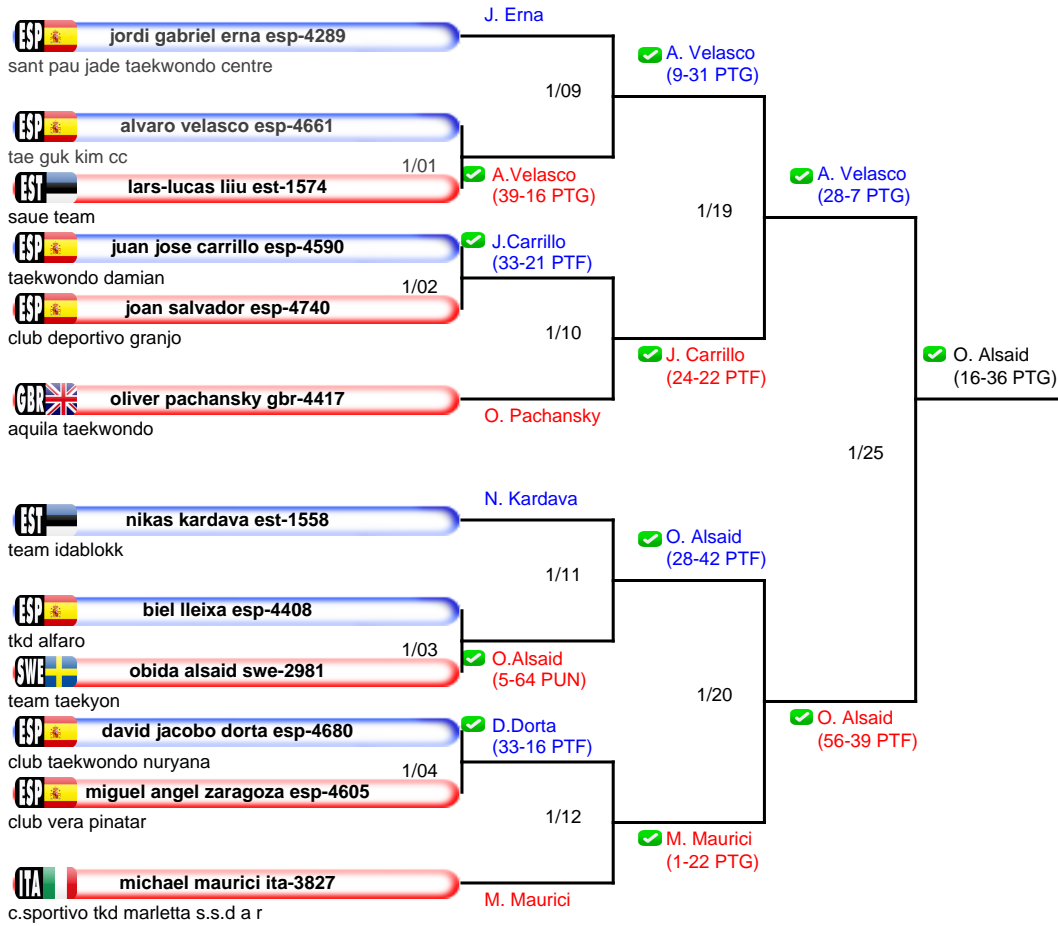 J. Erna
ESP jordi gabriel erna esp-4289
sant pau jade taekwondo centre
A. Velasco
(9-31 PTG)
1/09
ESP alvaro velasco esp-4661
tae guk kim cc
1/01
A.Velasco
(39-16 PTG)
EST lars-lucas liiu est-1574
saue team
A. Velasco
(28-7 PTG)
1/19
ESP juan jose carrillo esp-4590
taekwondo damian
J.Carrillo
(33-21 PTF)
1/02
ESP joan salvador esp-4740
club deportivo granjo
1/10
J. Carrillo
(24-22 PTF)
O. Alsaid
(16-36 PTG)
GBR oliver pachansky gbr-4417
aquila taekwondo
O. Pachansky
1/25
N. Kardava
EST nikas kardava est-1558
team idablokk
O. Alsaid
(28-42 PTF)
1/11
ESP biel lleixa esp-4408
tkd alfaro
1/03
O.Alsaid
(5-64 PUN)
SWE obida alsaid swe-2981
team taekyon
1/20
O. Alsaid
(56-39 PTF)
ESP david jacobo dorta esp-4680
club taekwondo nuryana
D.Dorta
(33-16 PTF)
1/04
ESP miguel angel zaragoza esp-4605
club vera pinatar
1/12
M. Maurici
(1-22 PTG)
ITA michael maurici ita-3827
c.sportivo tkd marletta s.s.d a r
M. Maurici